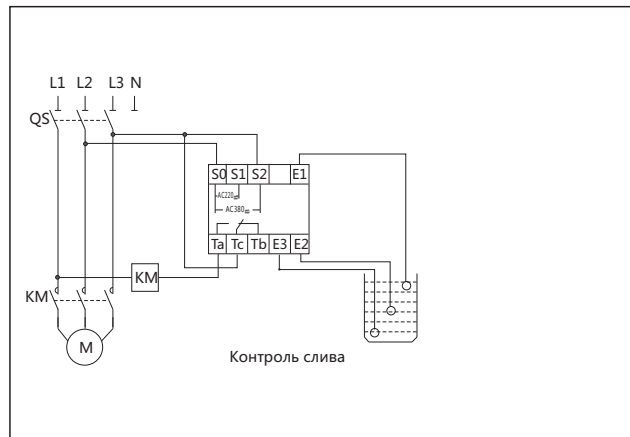 L1 L2 L3 N
QS
S0 S1 S2 E1
AC220
AC380
Ta Tc Tb E3 E2
KM
KM
M
Контроль слива